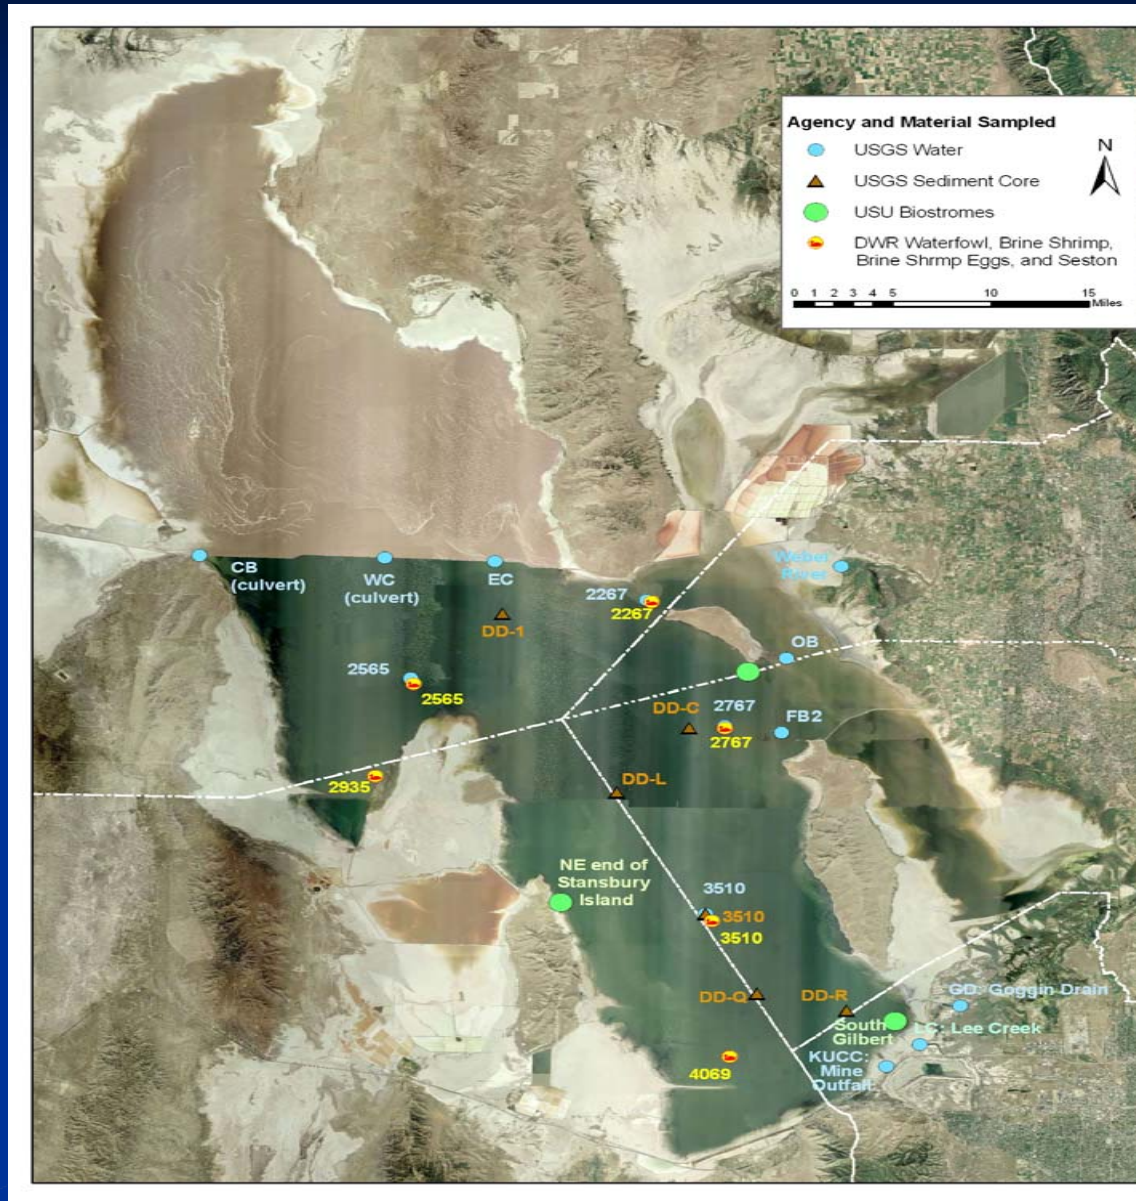 Agency and Material Sampled
N
USGS Water
USGS Sediment Core
USU Biostromes
DWR Waterfowl, Brine Shrimp,
Brine Shrmp Eggs, and Seston
0 1 2 3 4 5 10 15
Miles
CB
(culvert)
WC
(culvert)
EC
Weber
River
2267
2267
DD-1
OB
2565
2565
DD-C
2767
2767
FB2
2935
DD-L
NE end of
Stansbury
Island
3510
3510
3510
DD-Q
DD-R
GD: Goggin Drain
South
Gilbert
LC: Lee Creek
KUCC:
Mine
Outfall
4069